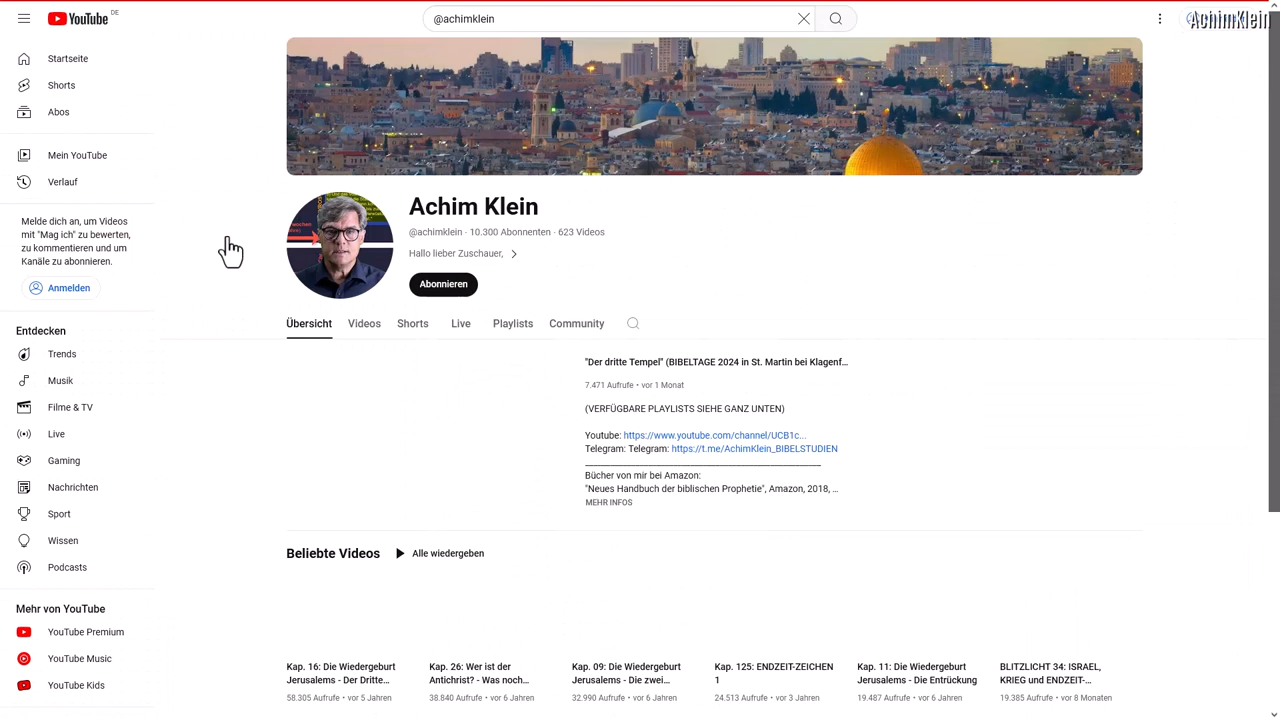 YouTube DE
@achimklein
AchimKlein
Startseite
Shorts
Abos
Mein YouTube
Verlauf
Melde dich an, um Videos
mit "Mag ich" zu bewerten,
zu kommentieren und um
Kanäle zu abonnieren.
Anmelden
Entdecken
Trends
Musik
Filme & TV
Live
Gaming
Nachrichten
Sport
Wissen
Podcasts
Mehr von YouTube
YouTube Premium
YouTube Music
YouTube Kids
Achim Klein
@achimklein · 10.300 Abonnenten · 623 Videos
Hallo lieber Zuschauer,
Abonnieren
Übersicht Videos Shorts Live Playlists Community
"Der dritte Tempel" (BIBELTAGE 2024 in St. Martin bei Klagenf...
7.471 Aufrufe • vor 1 Monat
(VERFÜGBARE PLAYLISTS SIEHE GANZ UNTEN)
Youtube: https://www.youtube.com/channel/UCB1c...
Telegram: Telegram: https://t.me/AchimKlein_BIBELSTUDIEN
Bücher von mir bei Amazon:
"Neues Handbuch der biblischen Prophetie", Amazon, 2018, ...
MEHR INFOS
Beliebte Videos Alle wiedergeben
Kap. 16: Die Wiedergeburt
Jerusalems - Der Dritte...
58.305 Aufrufe • vor 5 Jahren
Kap. 26: Wer ist der
Antichrist? - Was noch...
38.840 Aufrufe • vor 6 Jahren
Kap. 09: Die Wiedergeburt
Jerusalems - Die zwei...
32.990 Aufrufe • vor 6 Jahren
Kap. 125: ENDZEIT-ZEICHEN
1
24.513 Aufrufe • vor 3 Jahren
Kap. 11: Die Wiedergeburt
Jerusalems - Die Entrückung
19.487 Aufrufe • vor 6 Jahren
BLITZLICHT 34: ISRAEL,
KRIEG und ENDZEIT-...
19.385 Aufrufe • vor 8 Monaten